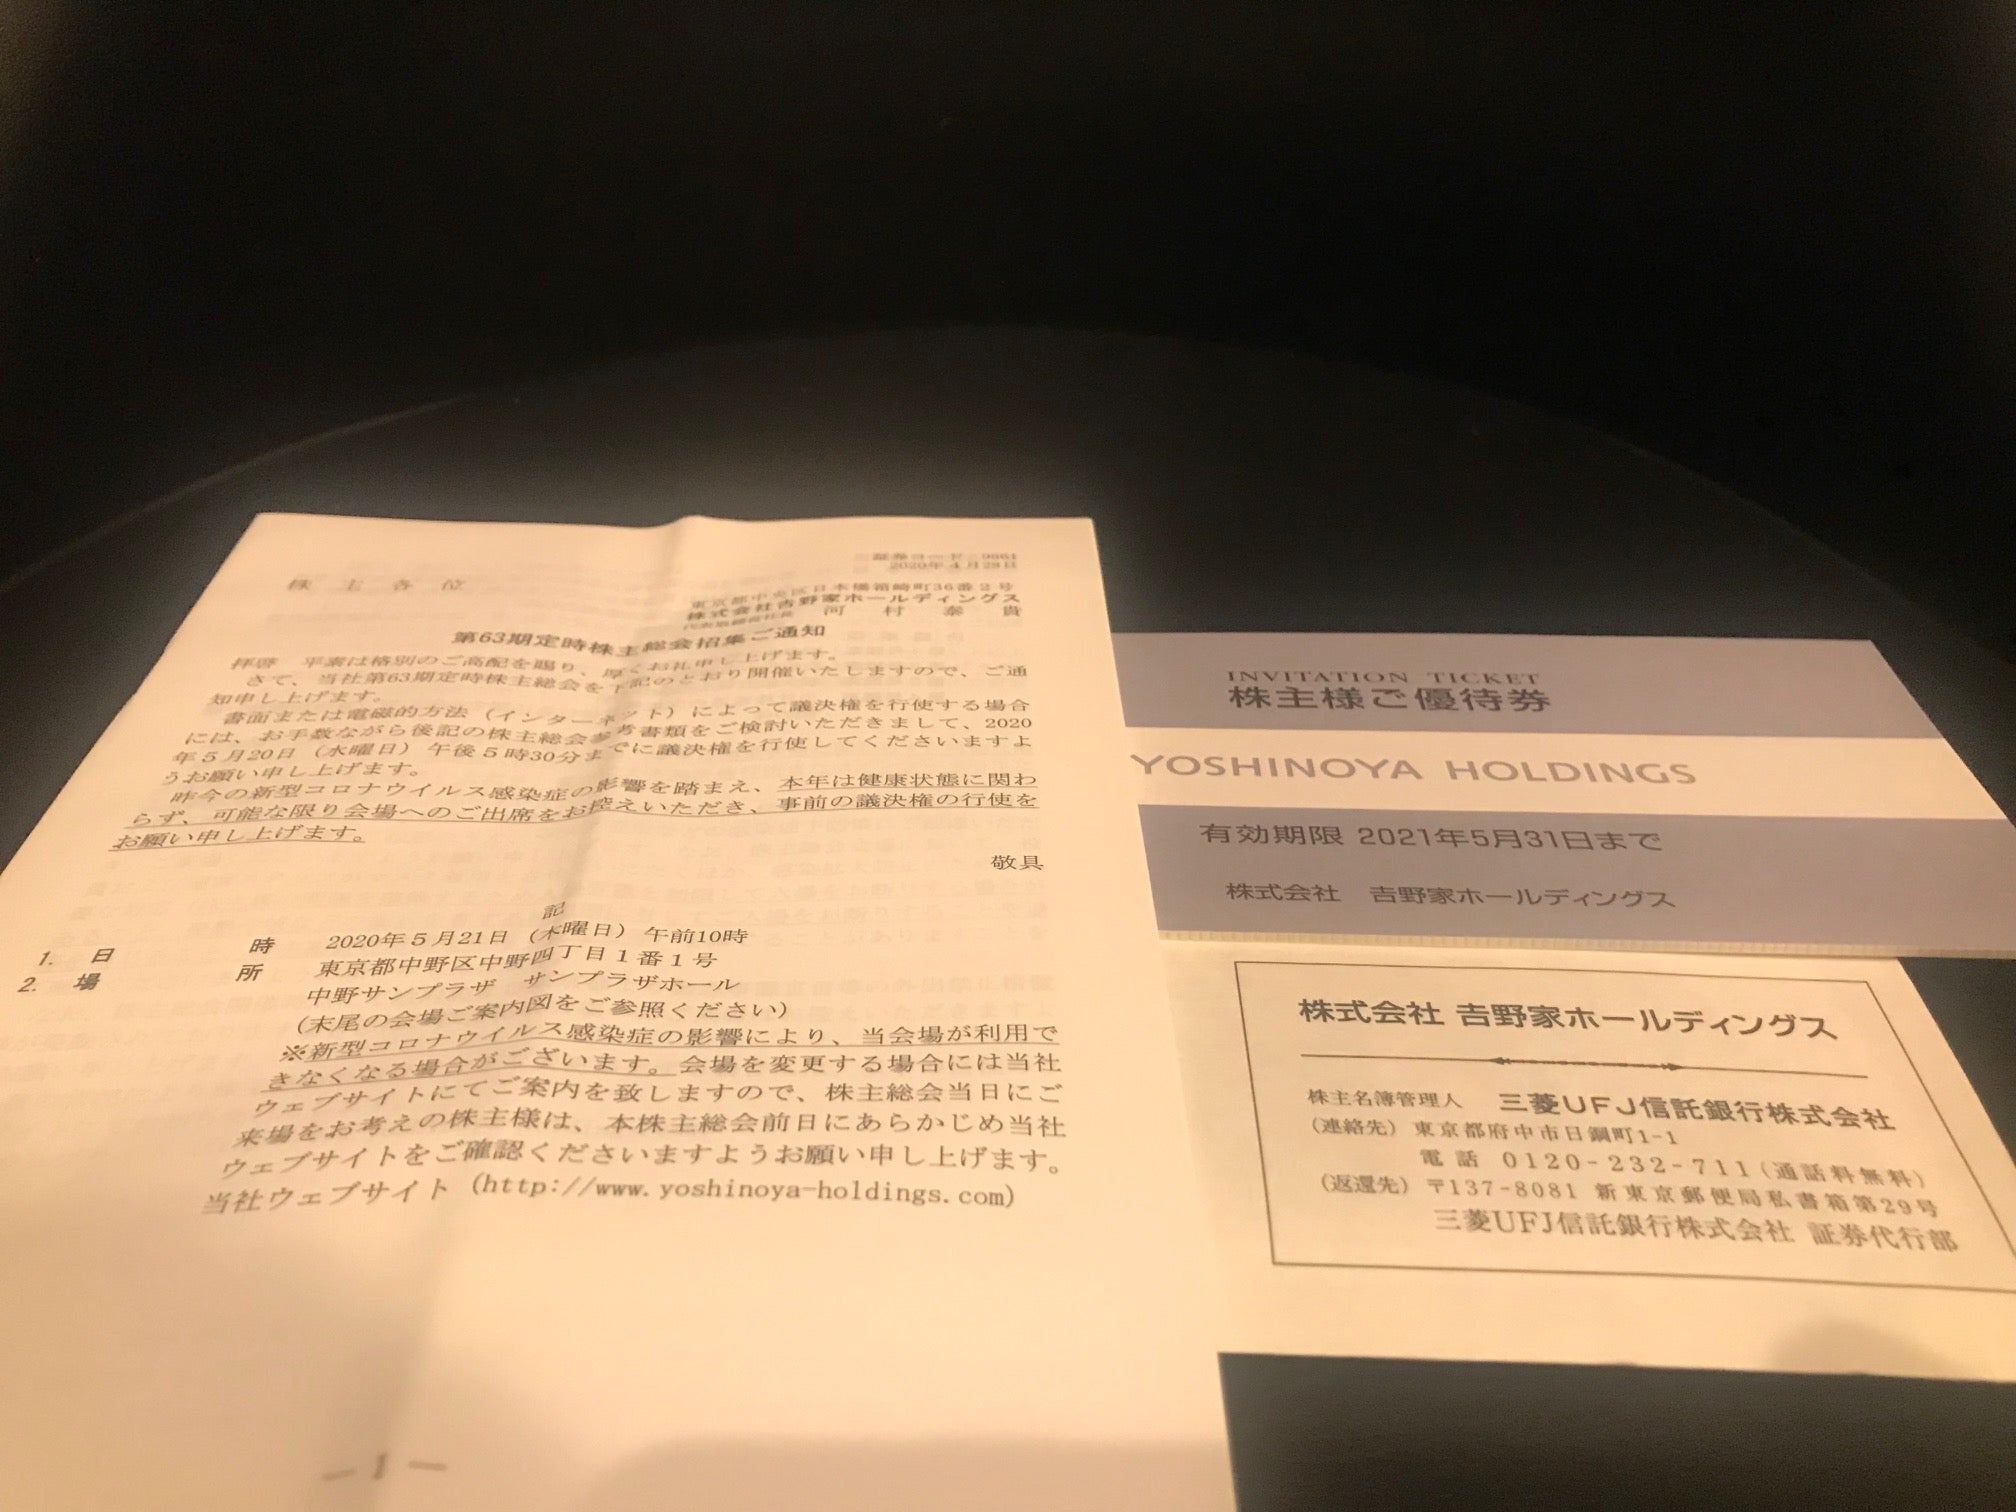 証券コード 9861
2020年4月28日
株主各位
東京都中央区日本橋箱崎町36番2号
株式会社吉野家ホールディングス
代表取締役社長 河村泰貴
第63期定時株主総会招集ご通知
拝啓 平素は格別のご高配を賜り、厚くお礼申し上げます。
さて、当社第63期定時株主総会を下記のとおり開催いたしますので、ご通
知申し上げます。
書面または電磁的方法(インターネット)によって議決権を行使する場合
には、お手数ながら後記の株主総会参考書類をご検討いただきまして、2020
年5月20日(水曜日)午後5時30分までに議決権を行使してくださいますよ
うお願い申し上げます。
昨今の新型コロナウイルス感染症の影響を踏まえ、本年は健康状態に関わ
らず、可能な限り会場へのご出席をお控えいただき、事前の議決権の行使を
お願い申し上げます。
敬具
記
1. 日時 2020年5月21日(木曜日)午前10時
2. 場所 東京都中野区中野四丁目1番1号
中野サンプラザ サンプラザホール
(末尾の会場ご案内図をご参照ください)
※新型コロナウイルス感染症の影響により、当会場が利用で
きなくなる場合がございます。会場を変更する場合には当社
ウェブサイトにてご案内を致しますので、株主総会当日にご
来場をお考えの株主様は、本株主総会前日にあらかじめ当社
ウェブサイトをご確認くださいますようお願い申し上げます。
当社ウェブサイト(http://www.yoshinoya-holdings.com)
－1－
INVITATION TICKET
株主様ご優待券
YOSHINOYA HOLDINGS
有効期限 2021年5月31日まで
株式会社 吉野家ホールディングス
株式会社 吉野家ホールディングス
株主名簿管理人 三菱UFJ信託銀行株式会社
(連絡先) 東京都府中市日鋼町1-1
電話 0120-232-711(通話料無料)
(返還先) 〒137-8081 新東京郵便局私書箱第29号
三菱UFJ信託銀行株式会社 証券代行部